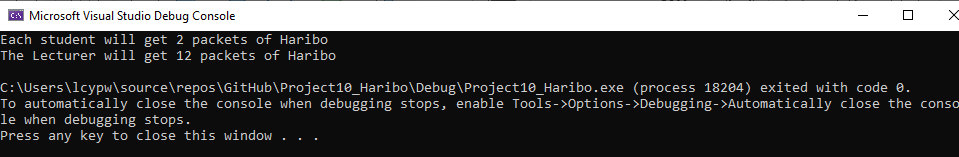 Microsoft Visual Studio Debug Console
Each student will get 2 packets of Haribo
The Lecturer will get 12 packets of Haribo
C:\Users\lcypw\source\repos\GitHub\Project10_Haribo\Debug\Project10_Haribo.exe (process 18204) exited with code 0.
To automatically close the console when debugging stops, enable Tools->Options->Debugging->Automatically close the conso
le when debugging stops.
Press any key to close this window . . .